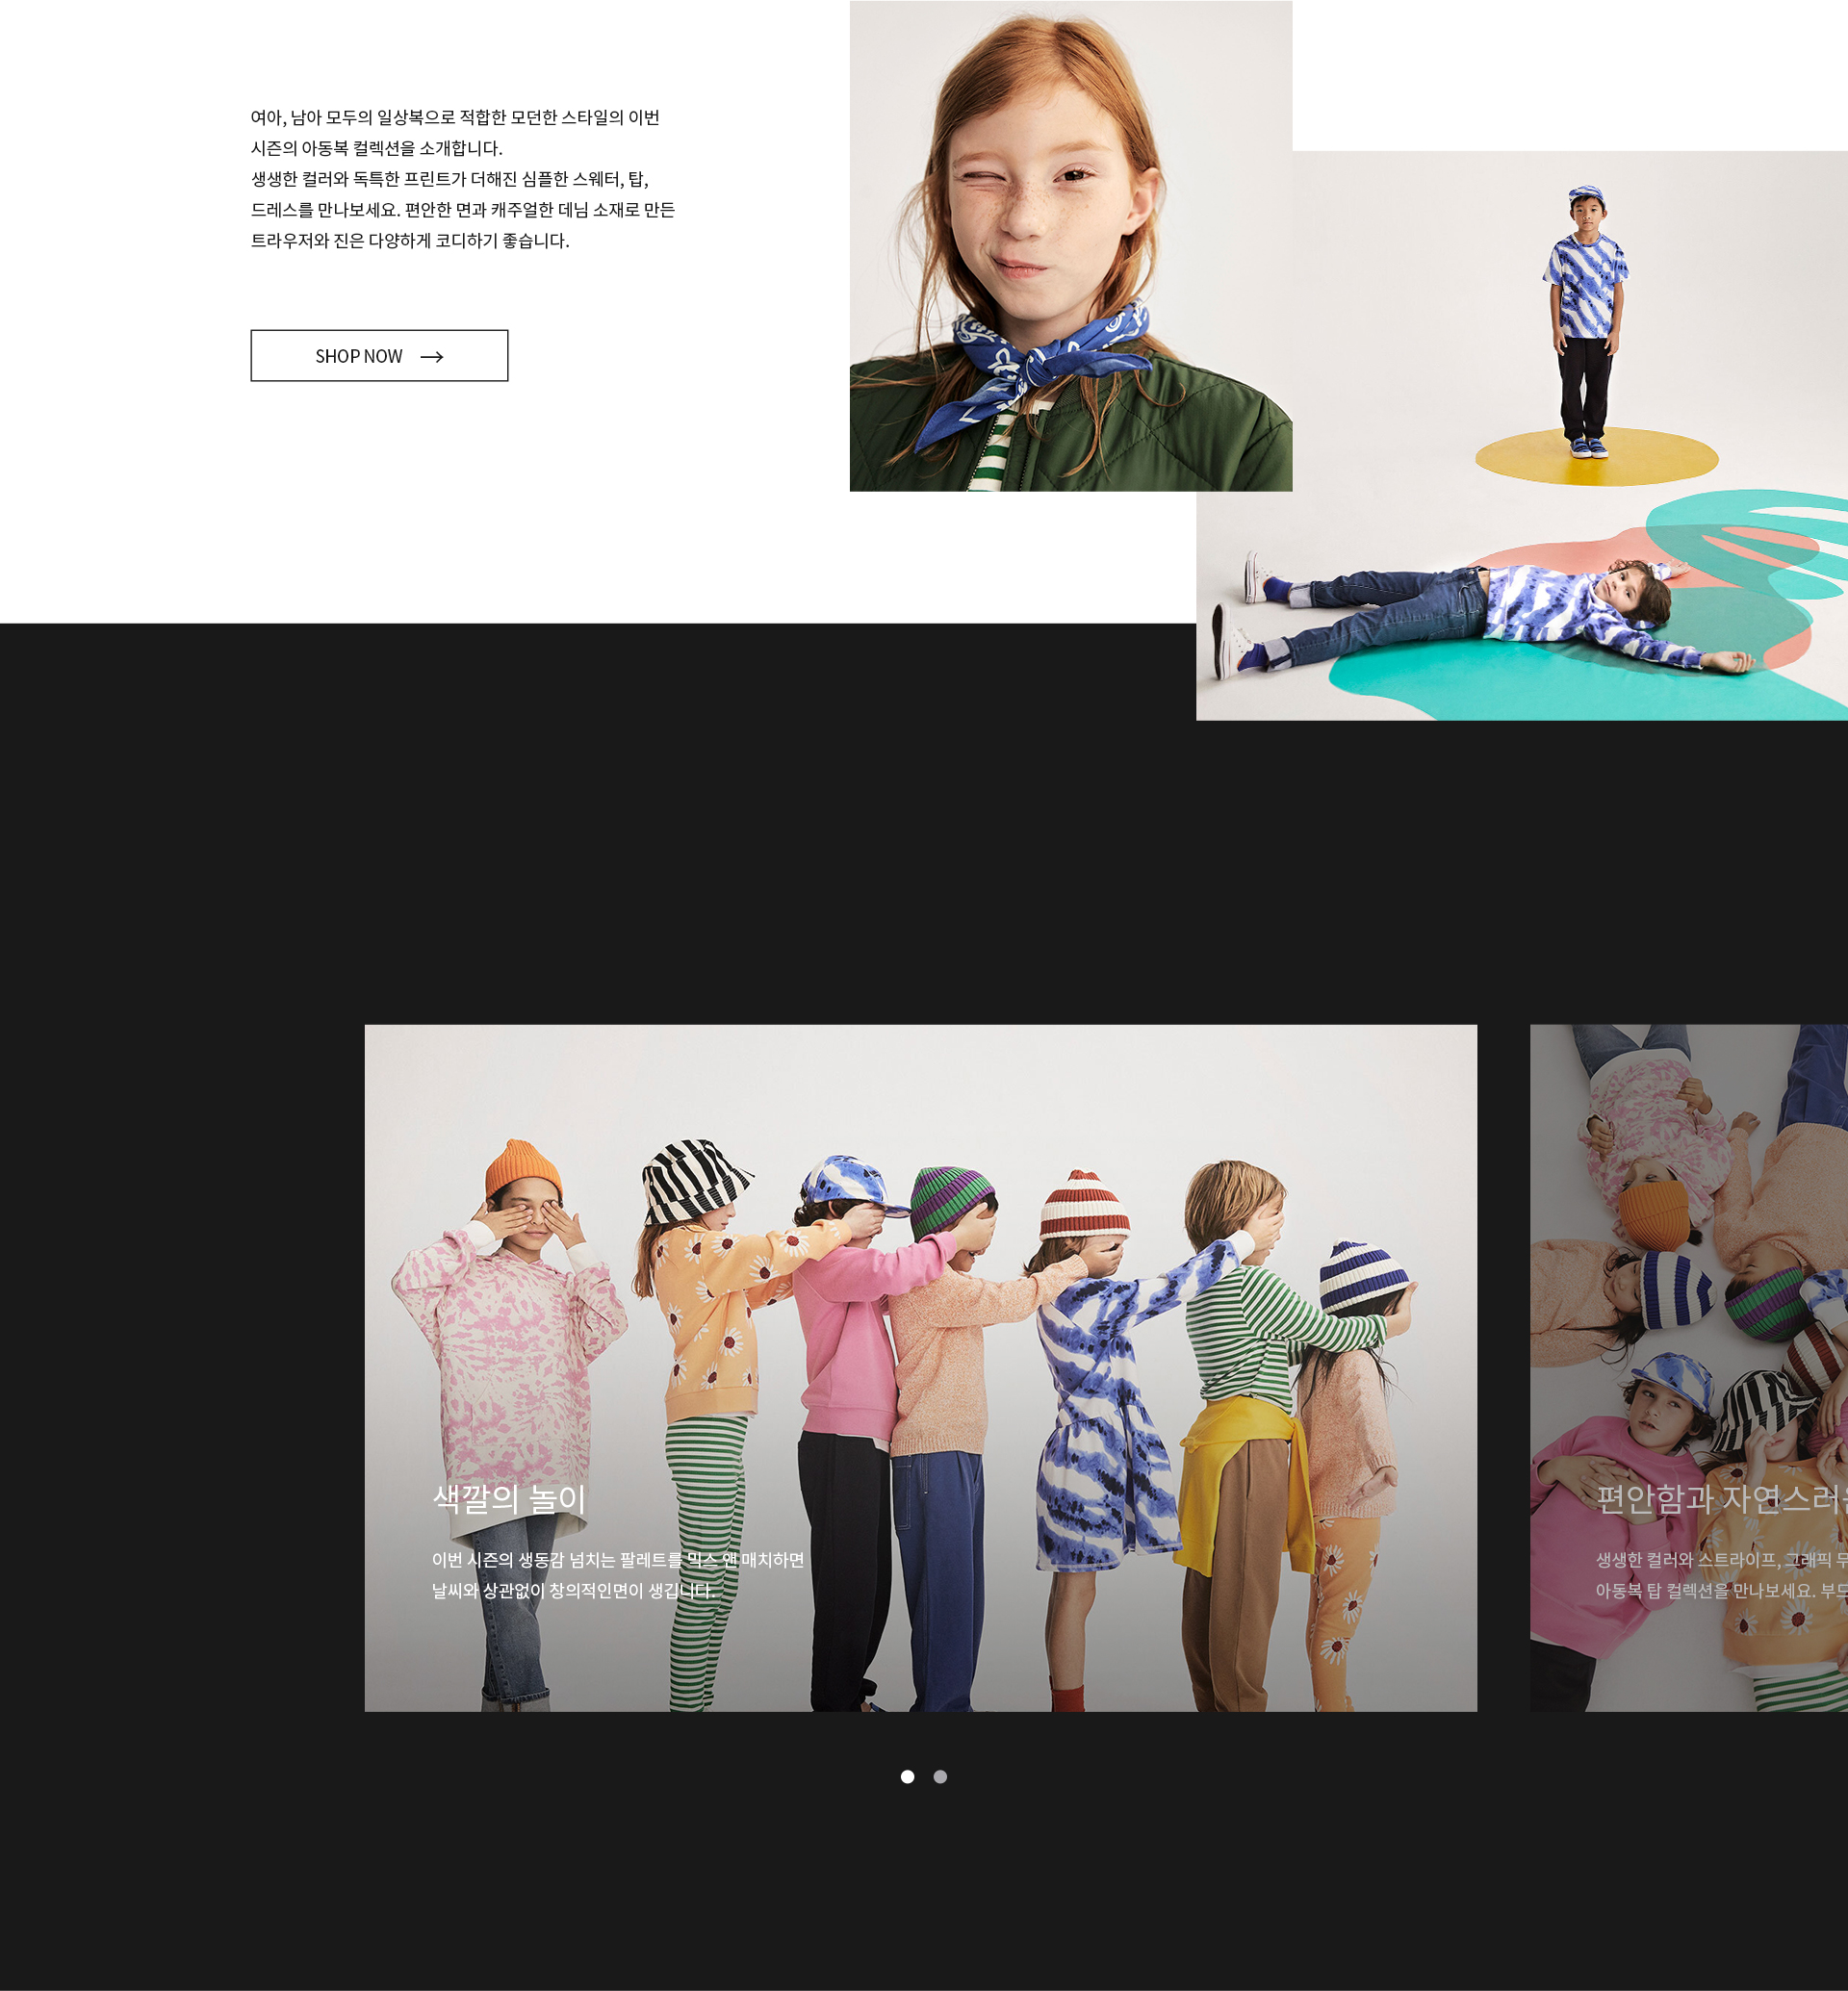 여아, 남아 모두의 일상복으로 적합한 모던한 스타일의 이번
시즌의 아동복 컬렉션을 소개합니다.
생생한 컬러와 독특한 프린트가 더해진 심플한 스웨터, 탑,
드레스를 만나보세요. 편안한 면과 캐주얼한 데님 소재로 만든
트라우저와 진은 다양하게 코디하기 좋습니다.
SHOP NOW
색깔의 놀이
이번 시즌의 생동감 넘치는 팔레트를 믹스 앤 매치하면
날씨와 상관없이 창의적인면이 생깁니다.
편안함과 자연스러
생생한 컬러와 스트라이프, 그래픽 무
아동복 탑 컬렉션을 만나보세요. 부드